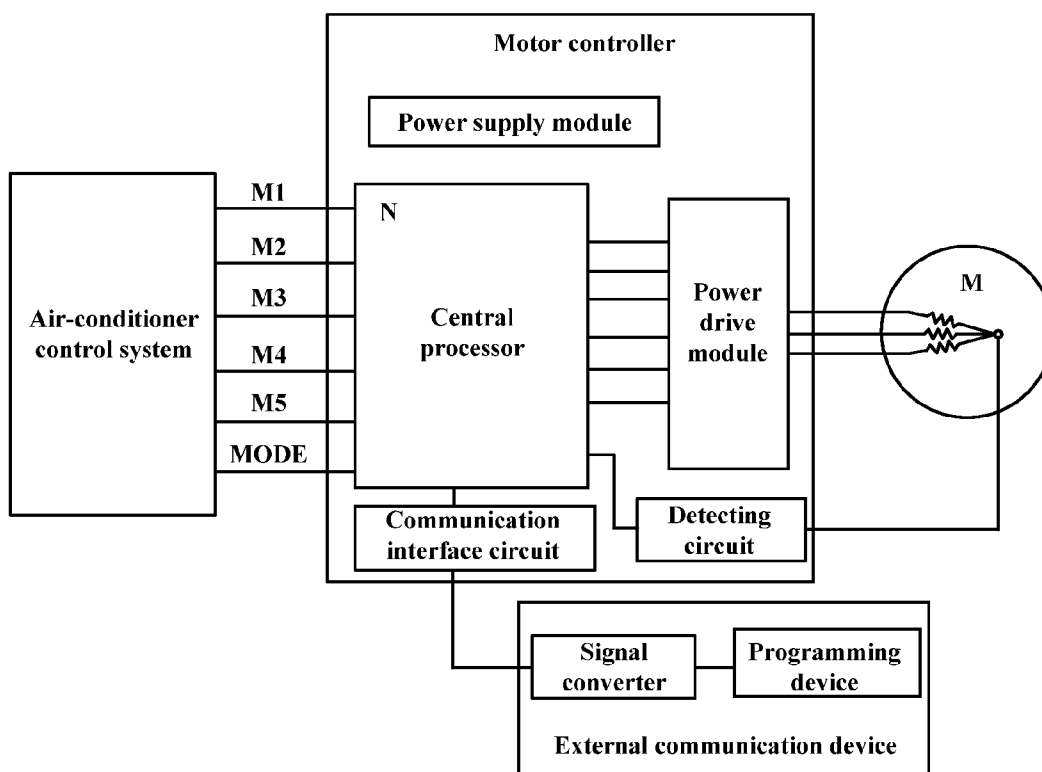 Motor controller
Power supply module
M1
M2
M3
M4
M5
MODE
Air-conditioner
control system
N
Central
processor
Power
drive
module
M
Communication
interface circuit
Detecting
circuit
Signal
converter
Programming
device
External communication device